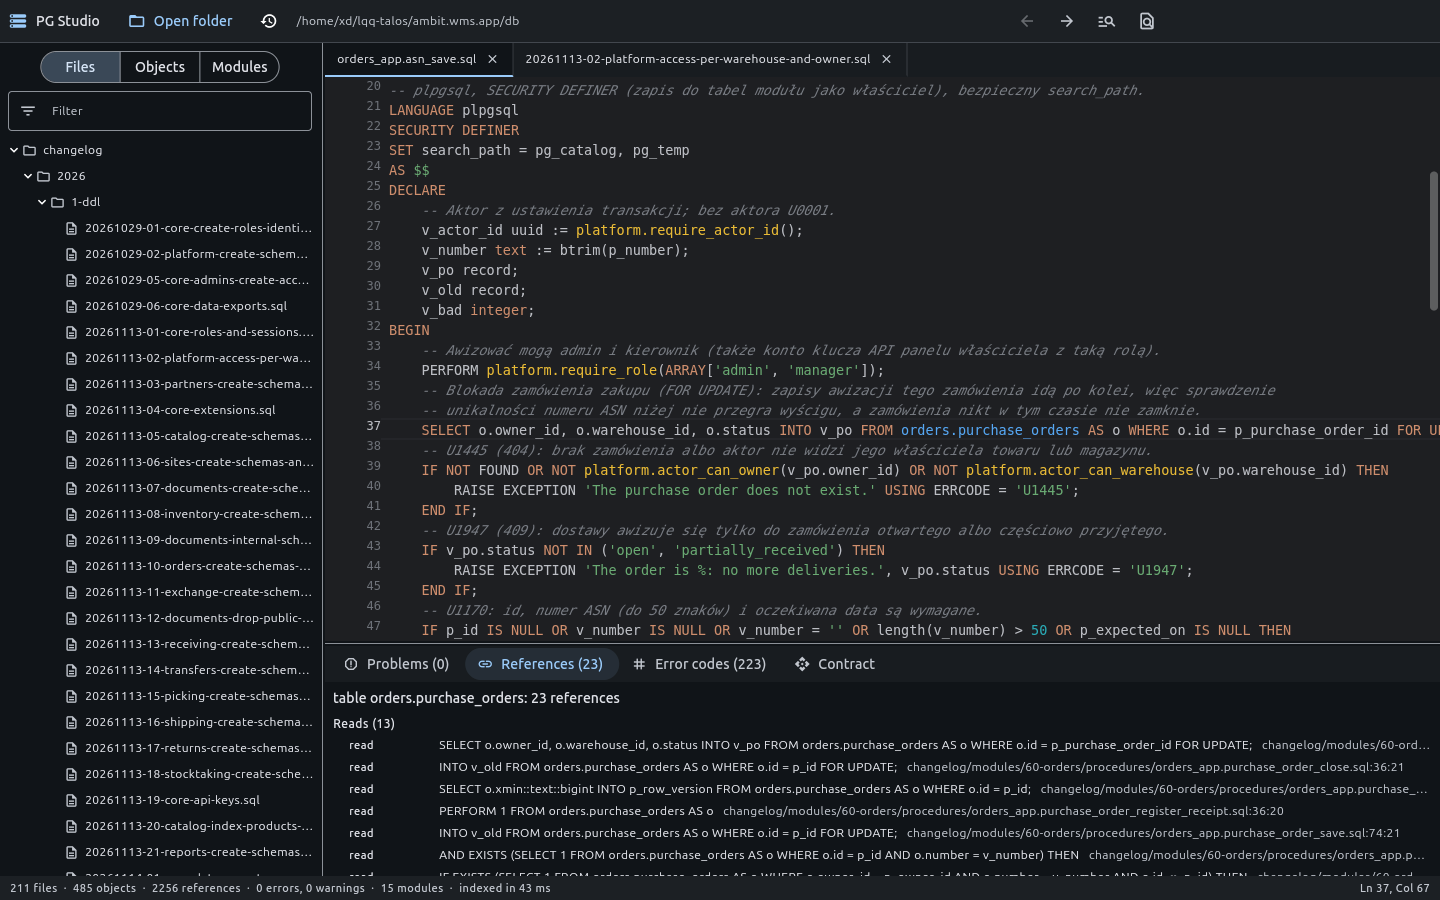 PG Studio
Open folder
/home/xd/lqq-talos/ambit.wms.app/db
Files
Objects
Modules
Filter
changelog
2026
1-ddl
20261029-01-core-create-roles-identi...
20261029-02-platform-create-schem...
20261029-05-core-admins-create-acc...
20261029-06-core-data-exports.sql
20261113-01-core-roles-and-sessions....
20261113-02-platform-access-per-wa...
20261113-03-partners-create-schema...
20261113-04-core-extensions.sql
20261113-05-catalog-create-schemas...
20261113-06-sites-create-schemas-an...
20261113-07-documents-create-sche...
20261113-08-inventory-create-schem...
20261113-09-documents-internal-sch...
20261113-10-orders-create-schemas-...
20261113-11-exchange-create-schem...
20261113-12-documents-drop-public-...
20261113-13-receiving-create-schem...
20261113-14-transfers-create-schem...
20261113-15-picking-create-schemas...
20261113-16-shipping-create-schema...
20261113-17-returns-create-schemas...
20261113-18-stocktaking-create-sche...
20261113-19-core-api-keys.sql
20261113-20-catalog-index-products-...
20261113-21-reports-create-schemas...
orders_app.asn_save.sql
20261113-02-platform-access-per-warehouse-and-owner.sql
20 -- plpgsql, SECURITY DEFINER (zapis do tabel modułu jako właściciel), bezpieczny search_path.
21 LANGUAGE plpgsql
22 SECURITY DEFINER
23 SET search_path = pg_catalog, pg_temp
24 AS $$
25 DECLARE
26 -- Aktor z ustawienia transakcji; bez aktora U0001.
27 v_actor_id uuid := platform.require_actor_id();
28 v_number text := btrim(p_number);
29 v_po record;
30 v_old record;
31 v_bad integer;
32 BEGIN
33 -- Awizować mogą admin i kierownik (także konto klucza API panelu właściciela z taką rolą).
34 PERFORM platform.require_role(ARRAY['admin', 'manager']);
35 -- Blokada zamówienia zakupu (FOR UPDATE): zapisy awizacji tego zamówienia idą po kolei, więc sprawdzenie
36 -- unikalności numeru ASN niżej nie przegra wyścigu, a zamówienia nikt w tym czasie nie zamknie.
37 SELECT o.owner_id, o.warehouse_id, o.status INTO v_po FROM orders.purchase_orders AS o WHERE o.id = p_purchase_order_id FOR U
38 -- U1445 (404): brak zamówienia albo aktor nie widzi jego właściciela towaru lub magazynu.
39 IF NOT FOUND OR NOT platform.actor_can_owner(v_po.owner_id) OR NOT platform.actor_can_warehouse(v_po.warehouse_id) THEN
40 RAISE EXCEPTION 'The purchase order does not exist.' USING ERRCODE = 'U1445';
41 END IF;
42 -- U1947 (409): dostawy awizuje się tylko do zamówienia otwartego albo częściowo przyjętego.
43 IF v_po.status NOT IN ('open', 'partially_received') THEN
44 RAISE EXCEPTION 'The order is %: no more deliveries.', v_po.status USING ERRCODE = 'U1947';
45 END IF;
46 -- U1170: id, numer ASN (do 50 znaków) i oczekiwana data są wymagane.
47 IF p_id IS NULL OR v_number IS NULL OR v_number = '' OR length(v_number) > 50 OR p_expected_on IS NULL THEN
Problems (0)
References (23)
Error codes (223)
Contract
table orders.purchase_orders: 23 references
Reads (13)
read SELECT o.owner_id, o.warehouse_id, o.status INTO v_po FROM orders.purchase_orders AS o WHERE o.id = p_purchase_order_id FOR UPDATE; changelog/modules/60-ord...
read INTO v_old FROM orders.purchase_orders AS o WHERE o.id = p_id FOR UPDATE; changelog/modules/60-orders/procedures/orders_app.purchase_order_close.sql:36:21
read SELECT o.xmin::text::bigint INTO p_row_version FROM orders.purchase_orders AS o WHERE o.id = p_id; changelog/modules/60-orders/procedures/orders_app.purchase_...
read PERFORM 1 FROM orders.purchase_orders AS o changelog/modules/60-orders/procedures/orders_app.purchase_order_register_receipt.sql:36:20
read INTO v_old FROM orders.purchase_orders AS o WHERE o.id = p_id FOR UPDATE; changelog/modules/60-orders/procedures/orders_app.purchase_order_save.sql:74:21
read AND EXISTS (SELECT 1 FROM orders.purchase_orders AS o WHERE o.id = p_id AND o.number = v_number) THEN changelog/modules/60-orders/procedures/orders_app.p...
211 files · 485 objects · 2256 references · 0 errors, 0 warnings · 15 modules · indexed in 43 ms
Ln 37, Col 67